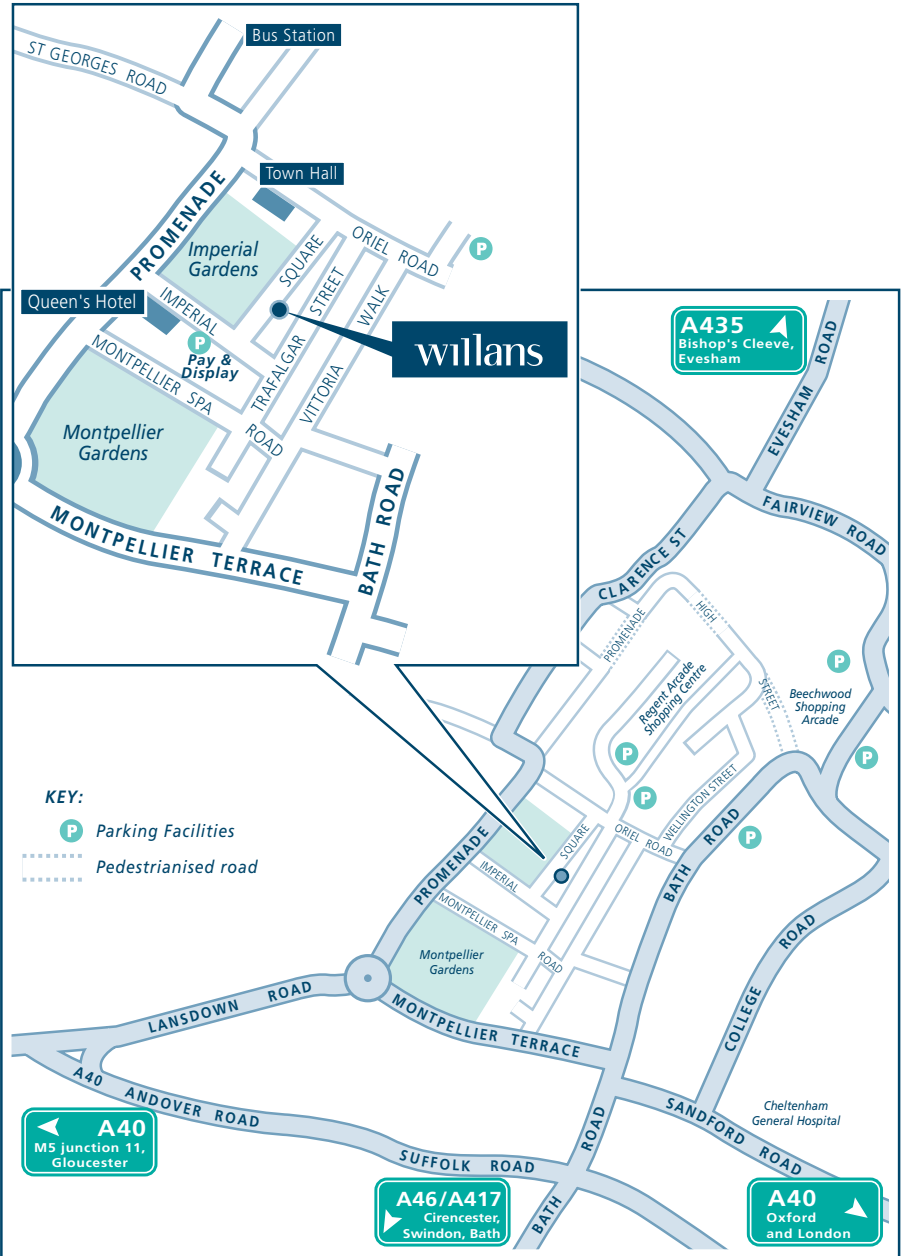 Bus Station
ST GEORGES ROAD
Town Hall
PROMENADE
Imperial
Gardens
SQUARE
ORIEL ROAD
P
Queen's Hotel
IMPERIAL
STREET
WALK
P
Pay &
Display
willans
MONTPELLIER SPA
TRAFALGAR
VITTORIA
ROAD
Montpellier
Gardens
MONTPELLIER TERRACE
BATH ROAD
A435
Bishop's Cleeve,
Evesham
EVESHAM ROAD
FAIRVIEW ROAD
CLARENCE ST
HIGH
PROMENADE
STREET
Regent Arcade
Shopping Centre
P
Beechwood
Shopping
Arcade
P
P
P
P
WELLINGTON STREET
KEY:
P Parking Facilities
Pedestrianised road
PROMENADE
SQUARE
ORIEL ROAD
BATH ROAD
IMPERIAL
MONTPELLIER SPA
ROAD
Montpellier
Gardens
LANSDOWN ROAD
MONTPELLIER TERRACE
COLLEGE ROAD
A40 ANDOVER ROAD
SANDFORD ROAD
Cheltenham
General Hospital
A40
M5 junction 11,
Gloucester
SUFFOLK ROAD
BATH ROAD
A46/A417
Cirencester,
Swindon, Bath
A40
Oxford
and London